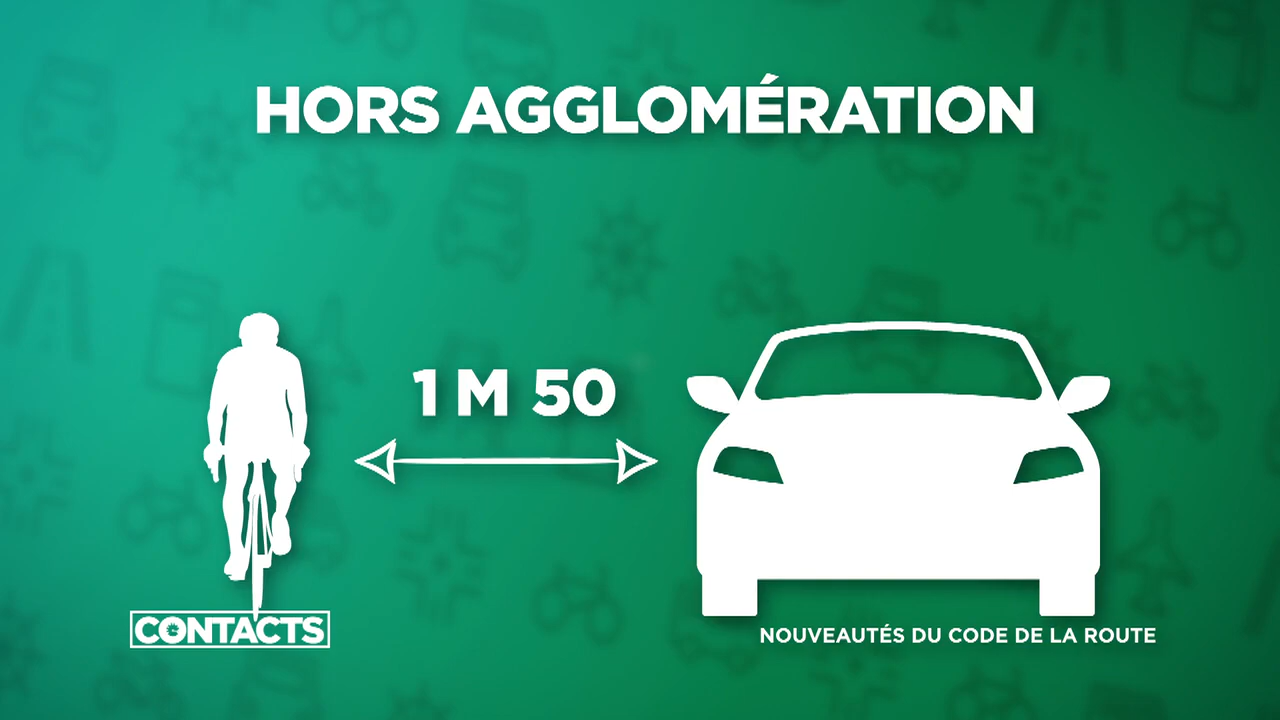 HORS AGGLOMÉRATION
1 M 50
CONTACTS
NOUVEAUTÉS DU CODE DE LA ROUTE